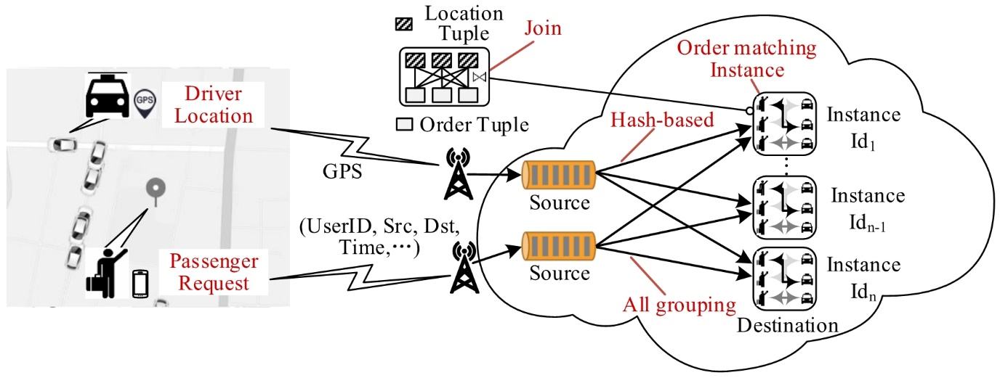 Location
Tuple
Join
Order Tuple
Driver
Location
GPS
GPS
(UserID, Src, Dst,
Time,⋯)
Passenger
Request
Source
Source
Hash-based
All grouping
Order matching
Instance
Instance
Id1
Instance
Idn-1
Instance
Idn
Destination